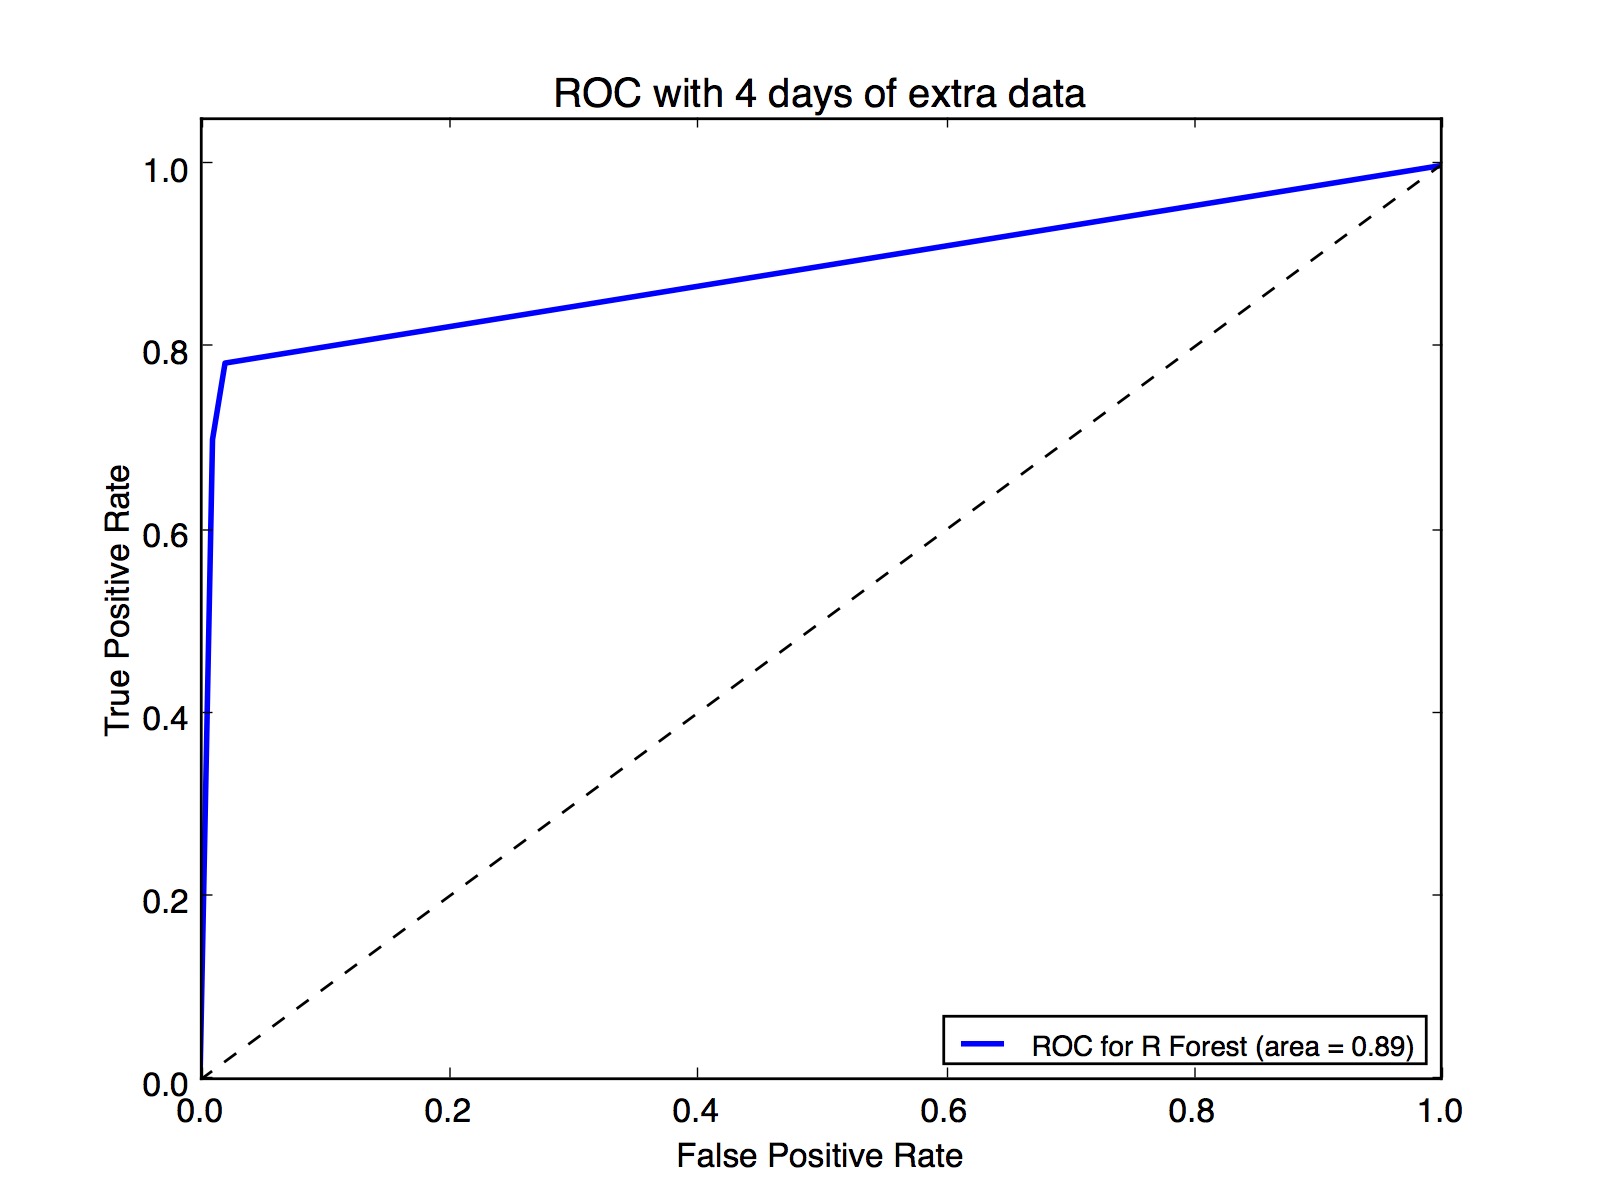 ROC with 4 days of extra data
1.0
0.8
0.6
0.4
0.2
0.0
True Positive Rate
0.0 0.2 0.4 0.6 0.8 1.0
False Positive Rate
ROC for R Forest (area = 0.89)